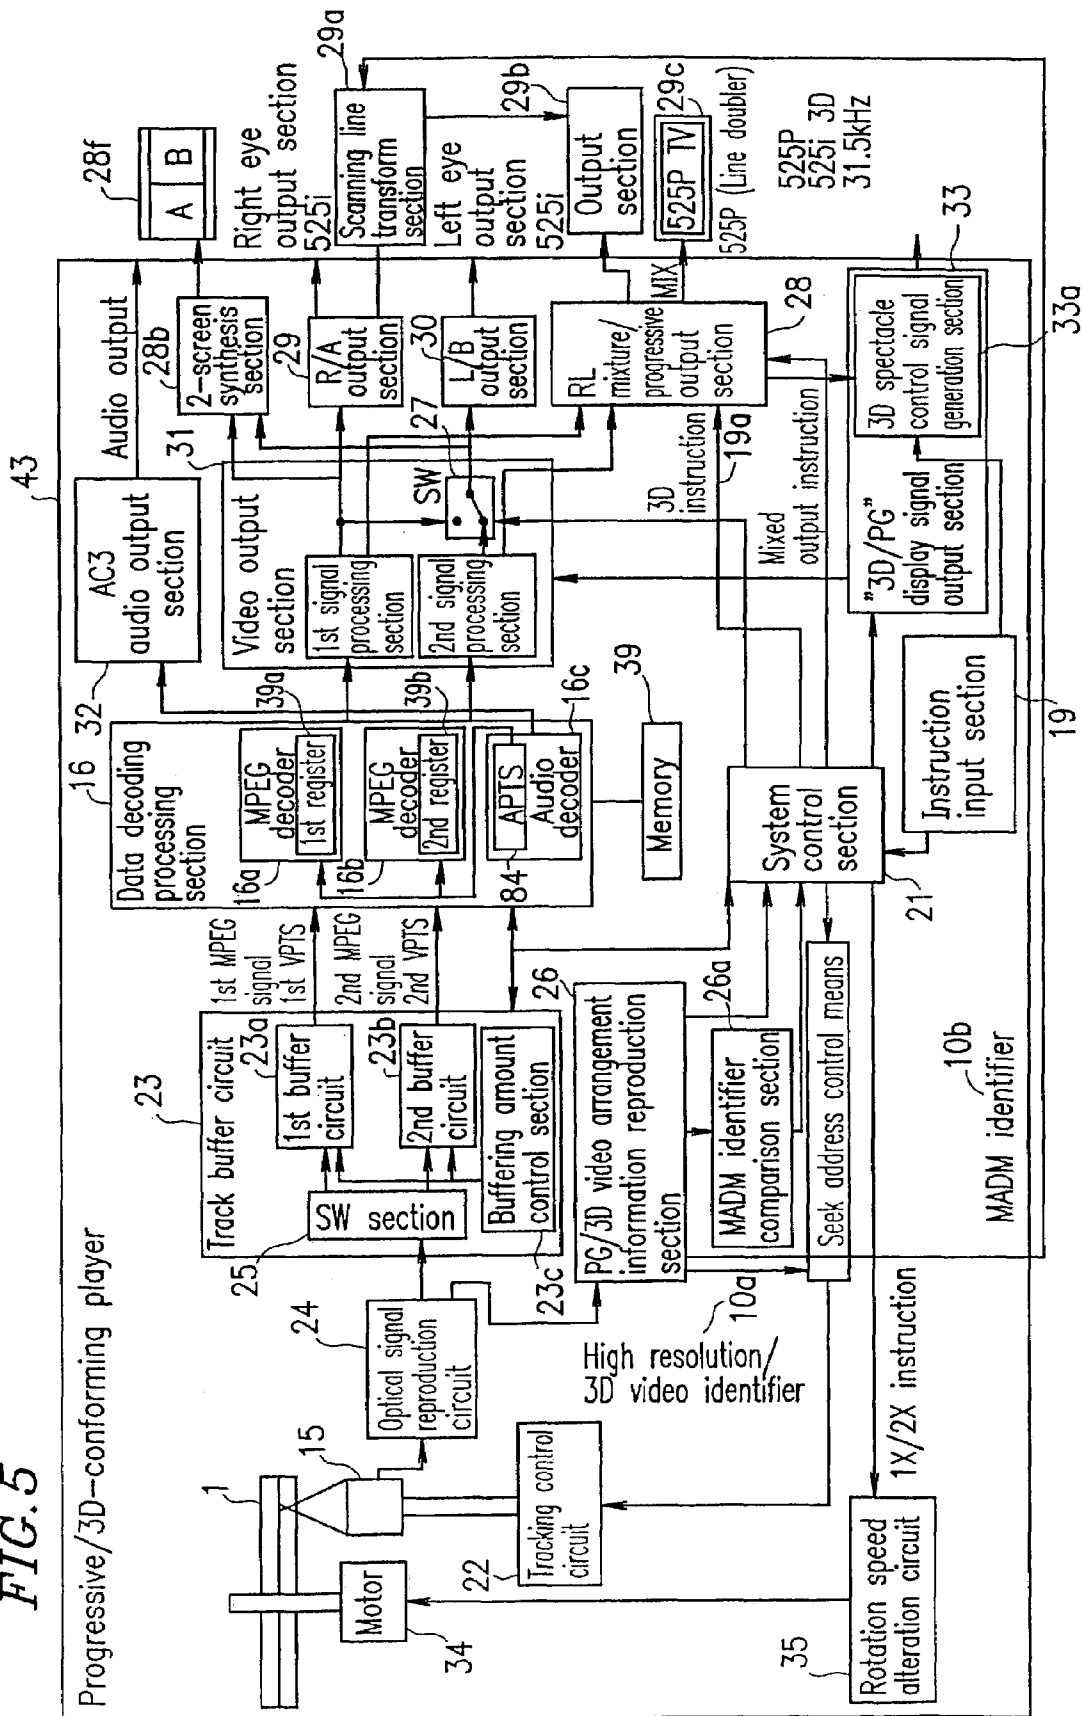 FIG.5
Progressive/3D-conforming player
43
1
15
Motor
34
22
Tracking control
circuit
35
Rotation speed
alteration circuit
1X/2X instruction
24
Optical signal
reproduction
circuit
High resolution/
3D video identifier
10a
23
Track buffer circuit
25
SW section
23a
1st buffer
circuit
23b
2nd buffer
circuit
Buffering amount
control section
23c
26
PG/3D video arrangement
information reproduction
section
26a
MADM identifier
comparison section
Seek address control means
10b
MADM identifier
1st MPEG
signal
1st VPTS
2nd MPEG
signal
2nd VPTS
16
Data decoding
processing
section
16a
MPEG
decoder
39a
1st register
16b
MPEG
decoder
39b
2nd register
84
APTS
Audio
decoder
16c
39
Memory
System
control
section
21
Instruction
input section
19
32
AC3
audio output
section
Audio output
31
Video output
section
1st signal
processing
section
2nd signal
processing
section
SW
27
28b
2-screen
synthesis
section
28f
A
B
29
R/A
output
section
30
L/B
output
section
Right eye
output section
525i
29a
Scanning line
transform
section
Left eye
output
section
525i
29b
Output
section
RL
mixture/
progressive
output
section
28
MIX
525P TV
29c
525P (Line doubler)
525P
525i 3D
31.5kHz
3D
instruction
19a
Mixed
output instruction
"3D/PG"
display signal
output section
3D spectacle
control signal
generation section
33
33a